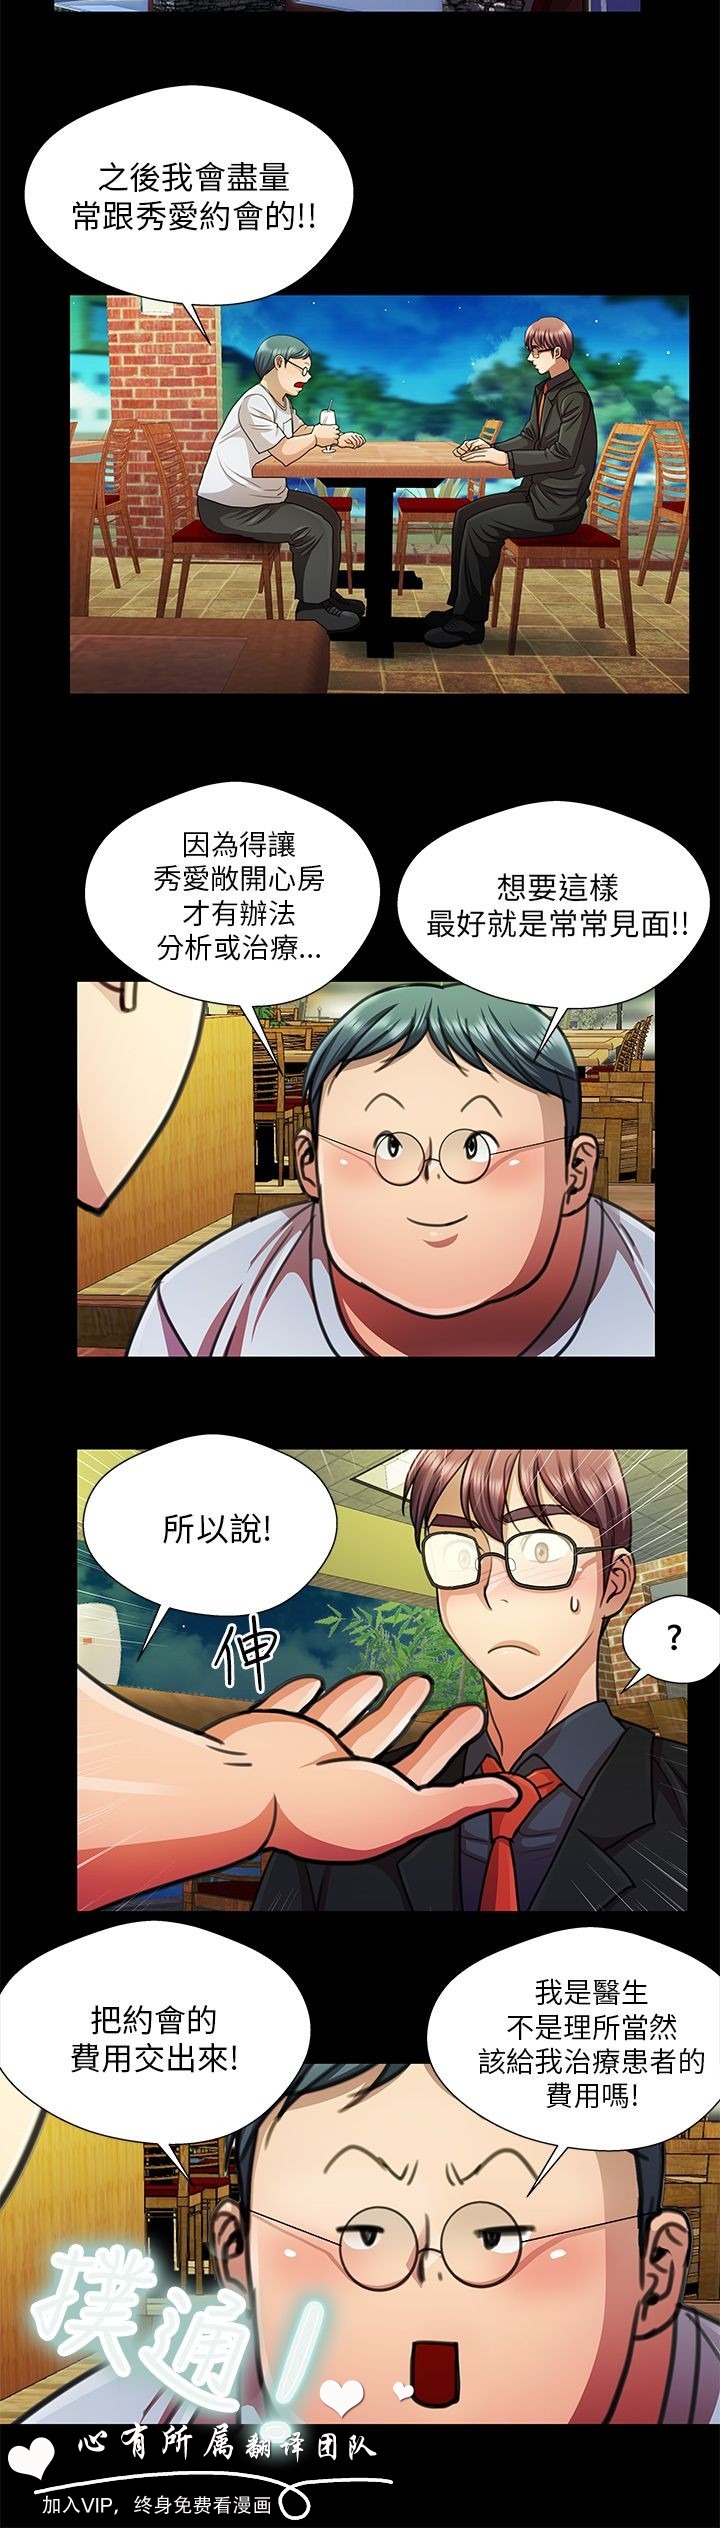 之後我會盡量
常跟秀愛約會的!!
因為得讓
秀愛敞開心房
才有辦法
分析或治療...
想要這樣
最好就是常常見面!!
所以說!
伸
?
把約會的
費用交出來!
我是醫生
不是理所當然
該給我治療患者的
費用嗎!
撲通!
心有所属翻译团队
加入VIP，终身免费看漫画